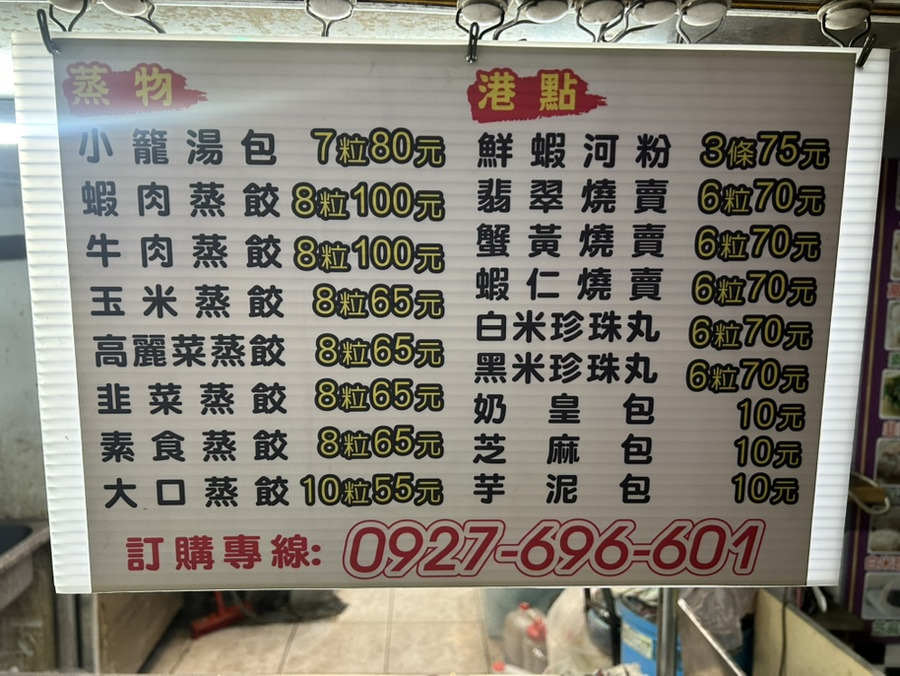 蒸物
小籠湯包 7粒80元
蝦肉蒸餃 8粒100元
牛肉蒸餃 8粒100元
玉米蒸餃 8粒65元
高麗菜蒸餃 8粒65元
韭菜蒸餃 8粒65元
素食蒸餃 8粒65元
大口蒸餃 10粒55元
港點
鮮蝦河粉 3條75元
翡翠燒賣 6粒70元
蟹黃燒賣 6粒70元
蝦仁燒賣 6粒70元
白米珍珠丸 6粒70元
黑米珍珠丸 6粒70元
奶皇包 10元
芝麻包 10元
芋泥包 10元
訂購專線: 0927-696-601